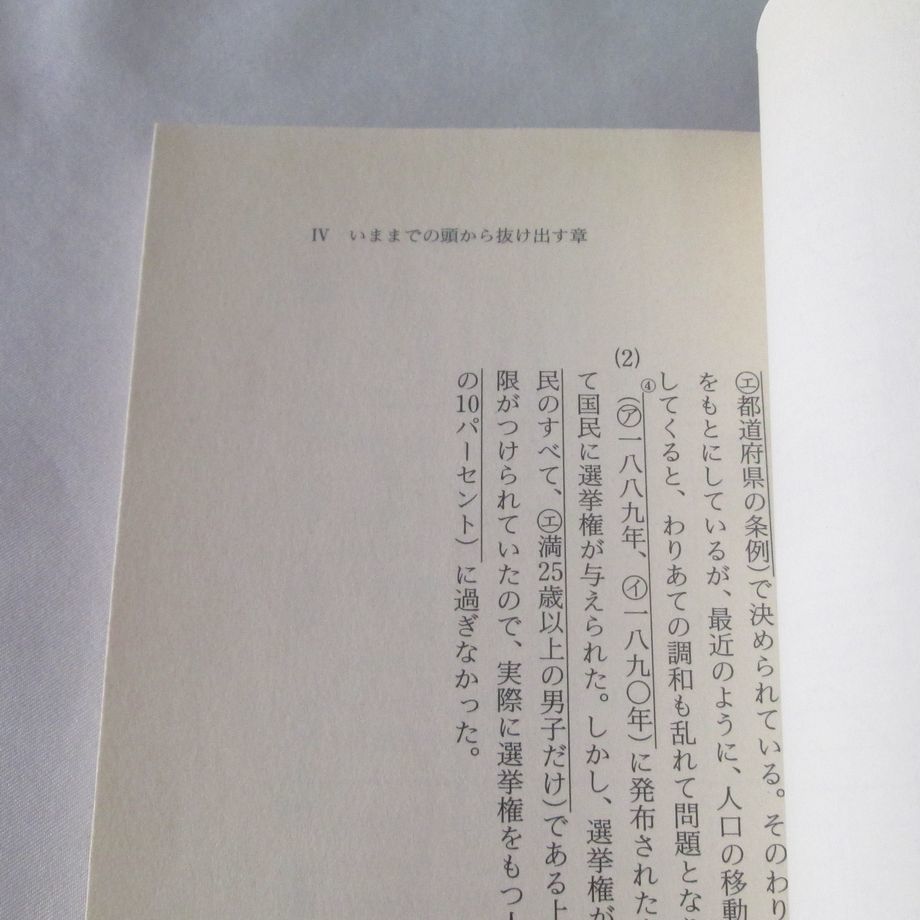 IV いままでの頭から抜け出す章
㋓都道府県の条例)で決められている。そのわり
をもとにしているが、最近のように、人口の移動
してくると、わりあての調和も乱れて問題とな
(2)
④(㋐一八八九年、㋑一八九〇年)に発布された
て国民に選挙権が与えられた。しかし、選挙権が
民のすべて、㋓満25歳以上の男子だけ)である上
限がつけられていたので、実際に選挙権をもつ
の10パーセント)に過ぎなかった。